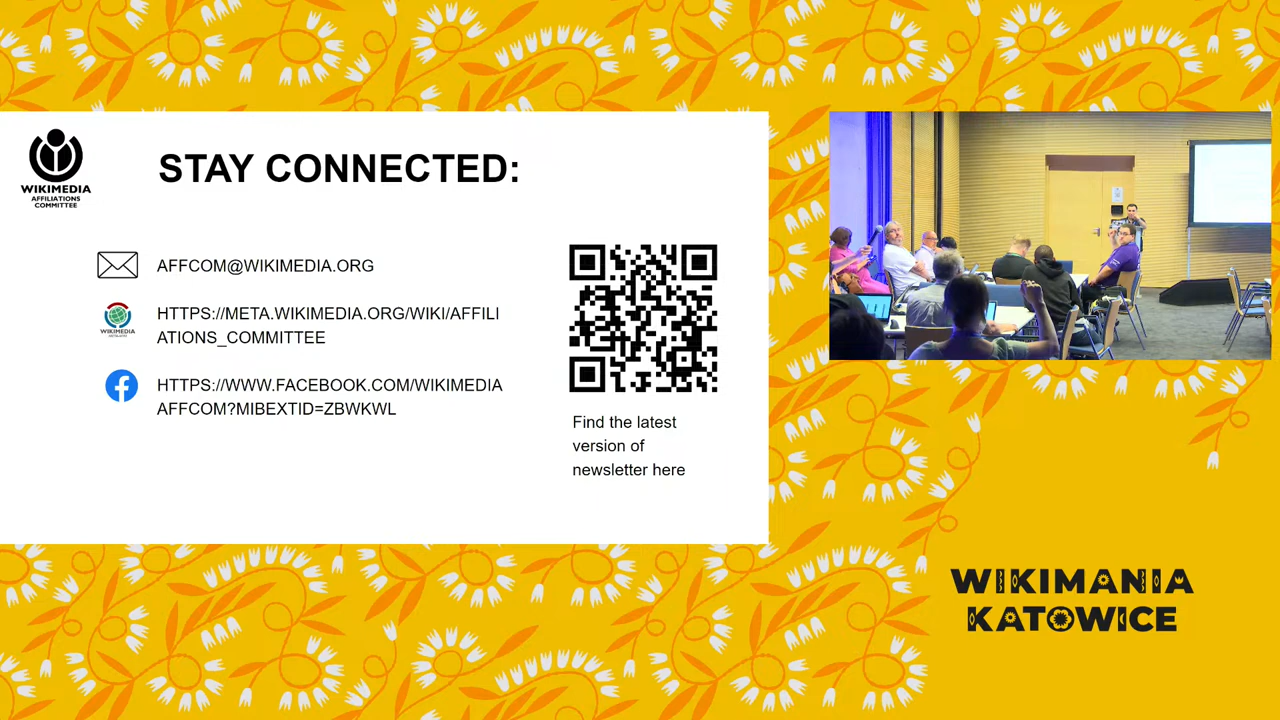 WIKIMEDIA
AFFILIATIONS
COMMITTEE
STAY CONNECTED:
AFFCOM@WIKIMEDIA.ORG
WIKIMEDIA
HTTPS://META.WIKIMEDIA.ORG/WIKI/AFFILI
ATIONS_COMMITTEE
HTTPS://WWW.FACEBOOK.COM/WIKIMEDIA
AFFCOM?MIBEXTID=ZBWKWL
Find the latest
version of
newsletter here
WIKIMANIA
KATOWICE